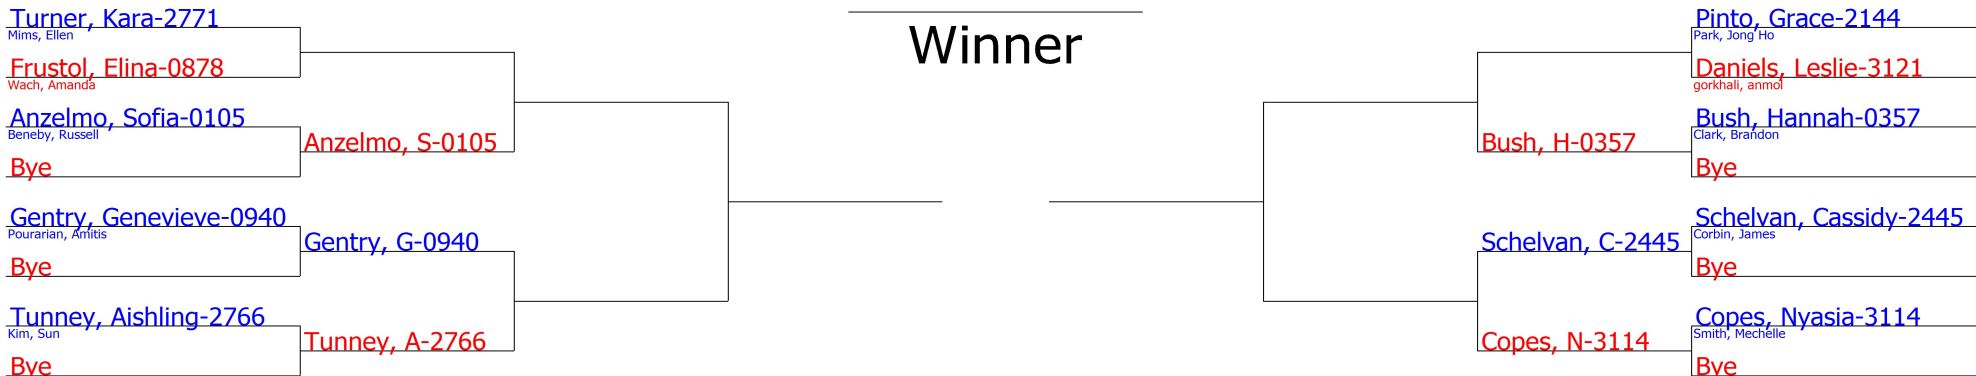 Turner, Kara-2771
Mims, Ellen
Frustol, Elina-0878
Wach, Amanda
Anzelmo, Sofia-0105
Beneby, Russell
Bye
Anzelmo, S-0105
Gentry, Genevieve-0940
Pourarian, Amitis
Bye
Gentry, G-0940
Tunney, Aishling-2766
Kim, Sun
Bye
Tunney, A-2766
Winner
Pinto, Grace-2144
Park, Jong Ho
Daniels, Leslie-3121
gorkhali, anmol
Bush, H-0357
Bush, Hannah-0357
Clark, Brandon
Bye
Schelvan, C-2445
Schelvan, Cassidy-2445
Corbin, James
Bye
Copes, N-3114
Copes, Nyasia-3114
Smith, Mechelle
Bye